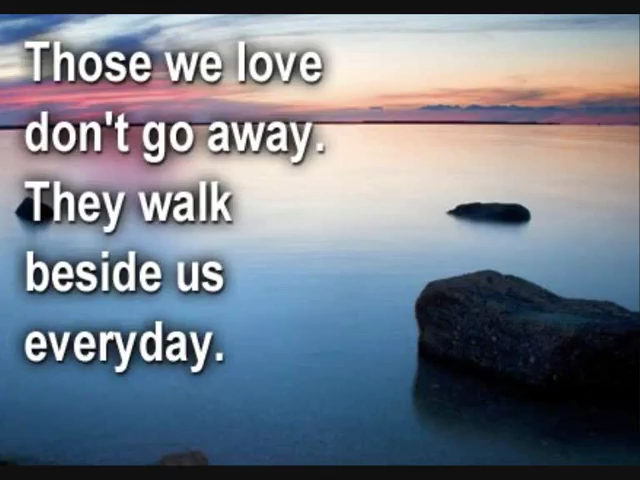 Those we love
don't go away.
They walk
beside us
everyday.